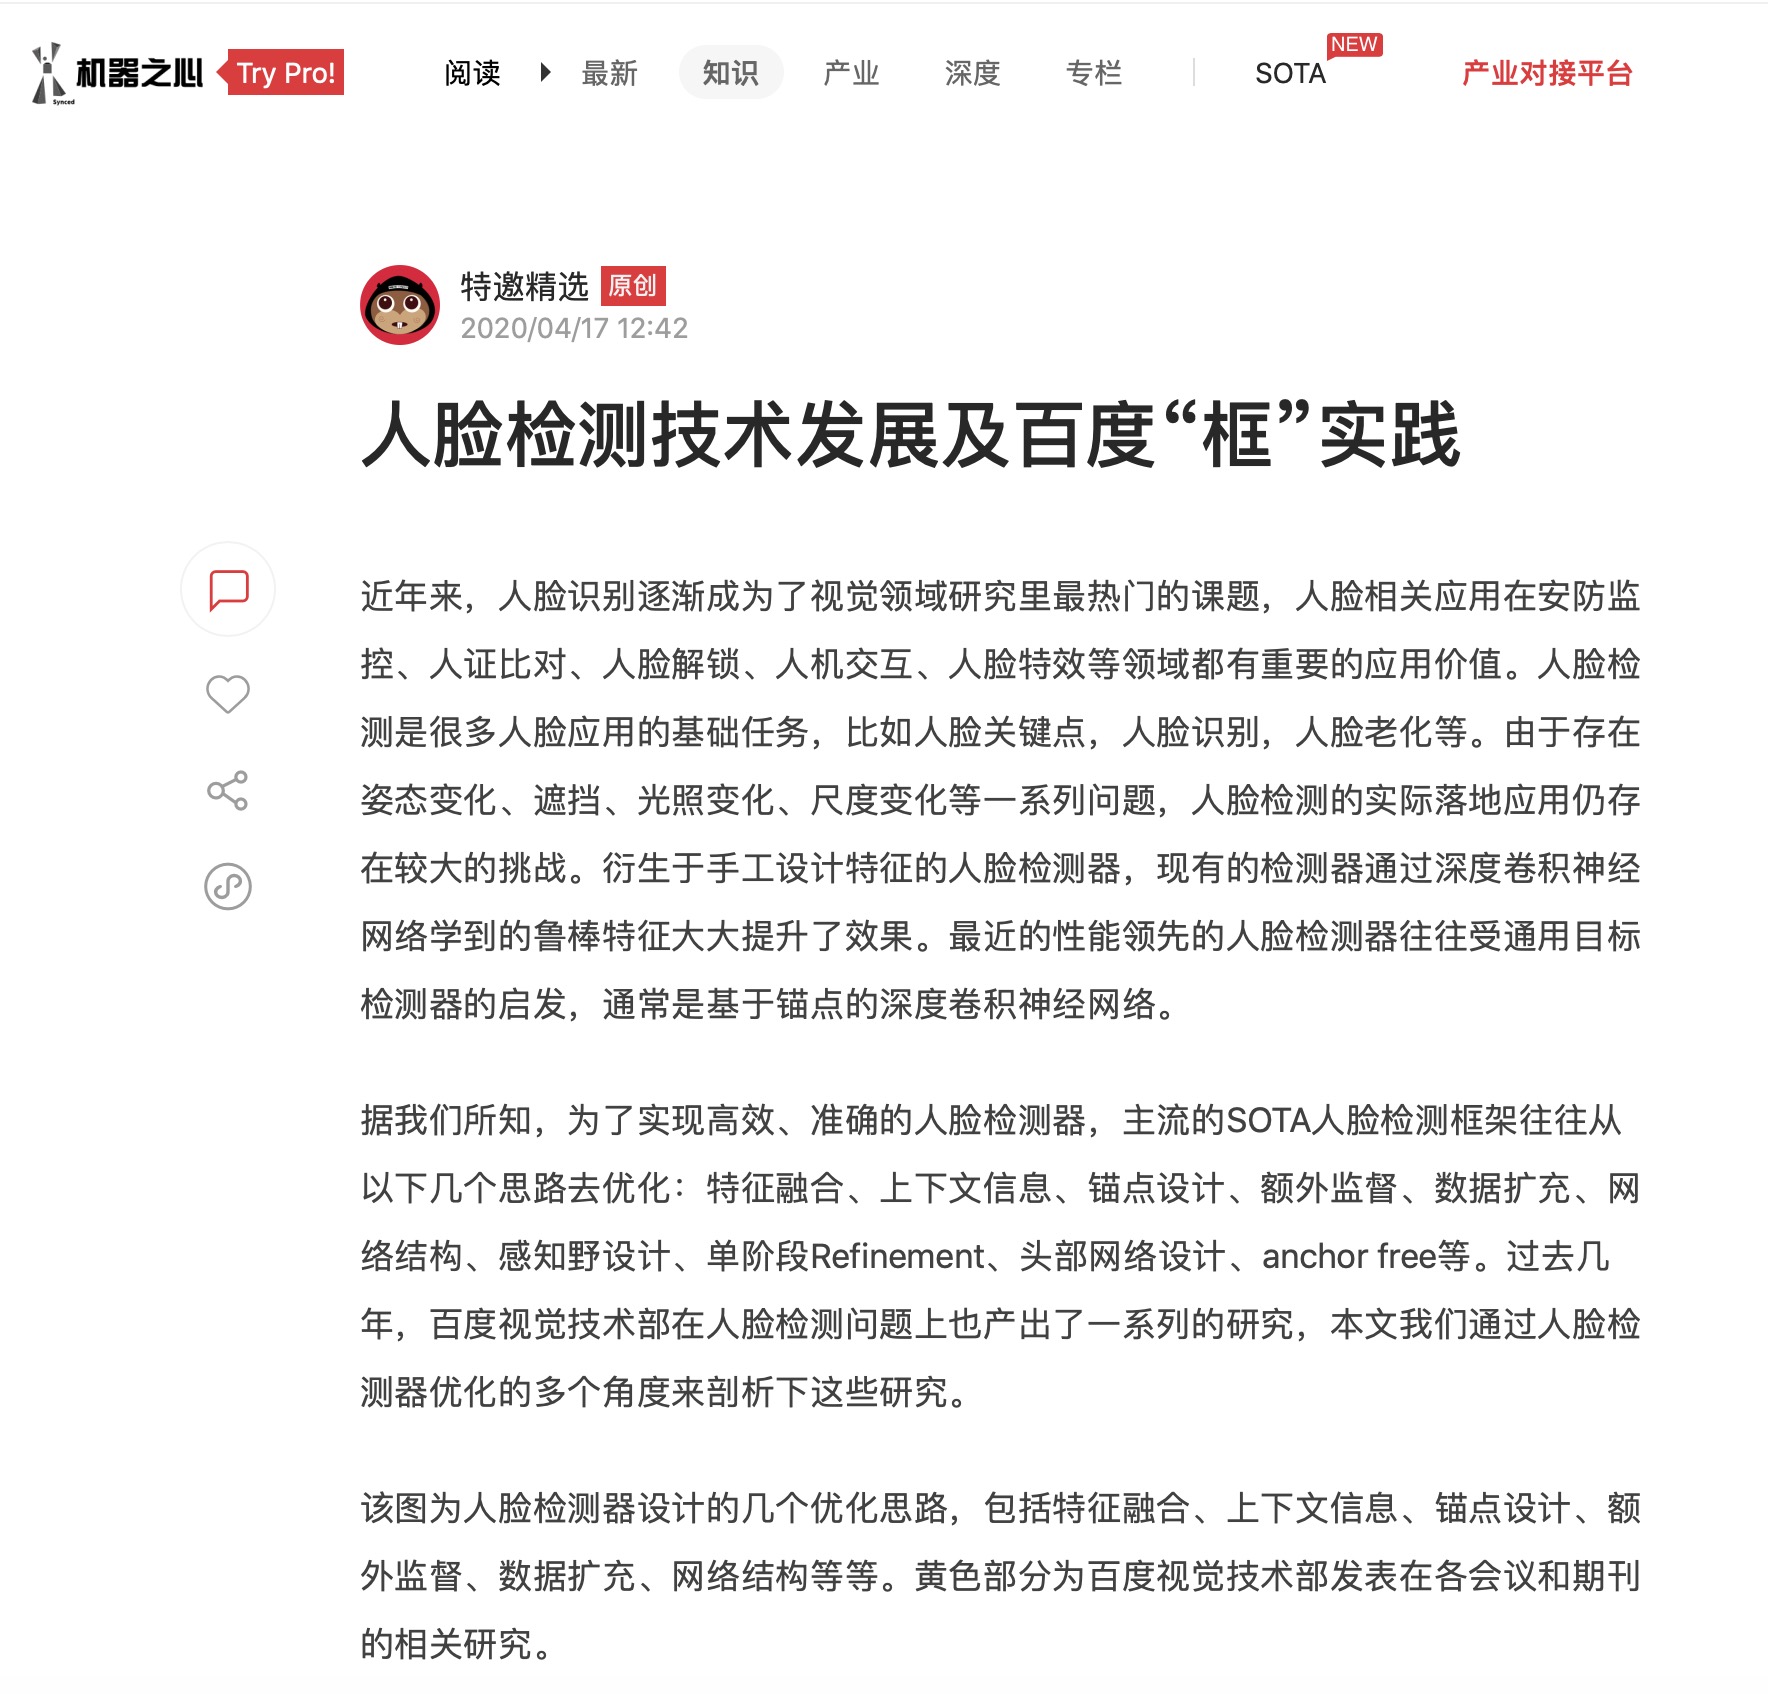 机器之心
Synced
Try Pro!
阅读
最新
知识
产业
深度
专栏
SOTA
NEW
产业对接平台
特邀精选
原创
2020/04/17 12:42
人脸检测技术发展及百度“框”实践
近年来，人脸识别逐渐成为了视觉领域研究里最热门的课题，人脸相关应用在安防监
控、人证比对、人脸解锁、人机交互、人脸特效等领域都有重要的应用价值。人脸检
测是很多人脸应用的基础任务，比如人脸关键点，人脸识别，人脸老化等。由于存在
姿态变化、遮挡、光照变化、尺度变化等一系列问题，人脸检测的实际落地应用仍存
在较大的挑战。衍生于手工设计特征的人脸检测器，现有的检测器通过深度卷积神经
网络学到的鲁棒特征大大提升了效果。最近的性能领先的人脸检测器往往受通用目标
检测器的启发，通常是基于锚点的深度卷积神经网络。
据我们所知，为了实现高效、准确的人脸检测器，主流的SOTA人脸检测框架往往从
以下几个思路去优化：特征融合、上下文信息、锚点设计、额外监督、数据扩充、网
络结构、感知野设计、单阶段Refinement、头部网络设计、anchor free等。过去几
年，百度视觉技术部在人脸检测问题上也产出了一系列的研究，本文我们通过人脸检
测器优化的多个角度来剖析下这些研究。
该图为人脸检测器设计的几个优化思路，包括特征融合、上下文信息、锚点设计、额
外监督、数据扩充、网络结构等等。黄色部分为百度视觉技术部发表在各会议和期刊
的相关研究。